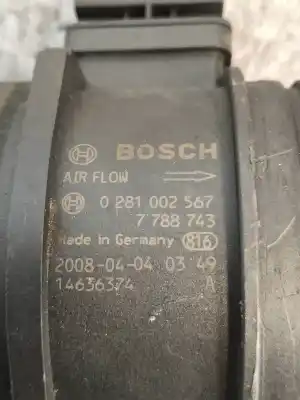 BOSCH
AIR FLOW
0 281 002 567
7 788 743
Made in Germany 816
2008-04-04 03 49
14636374 A